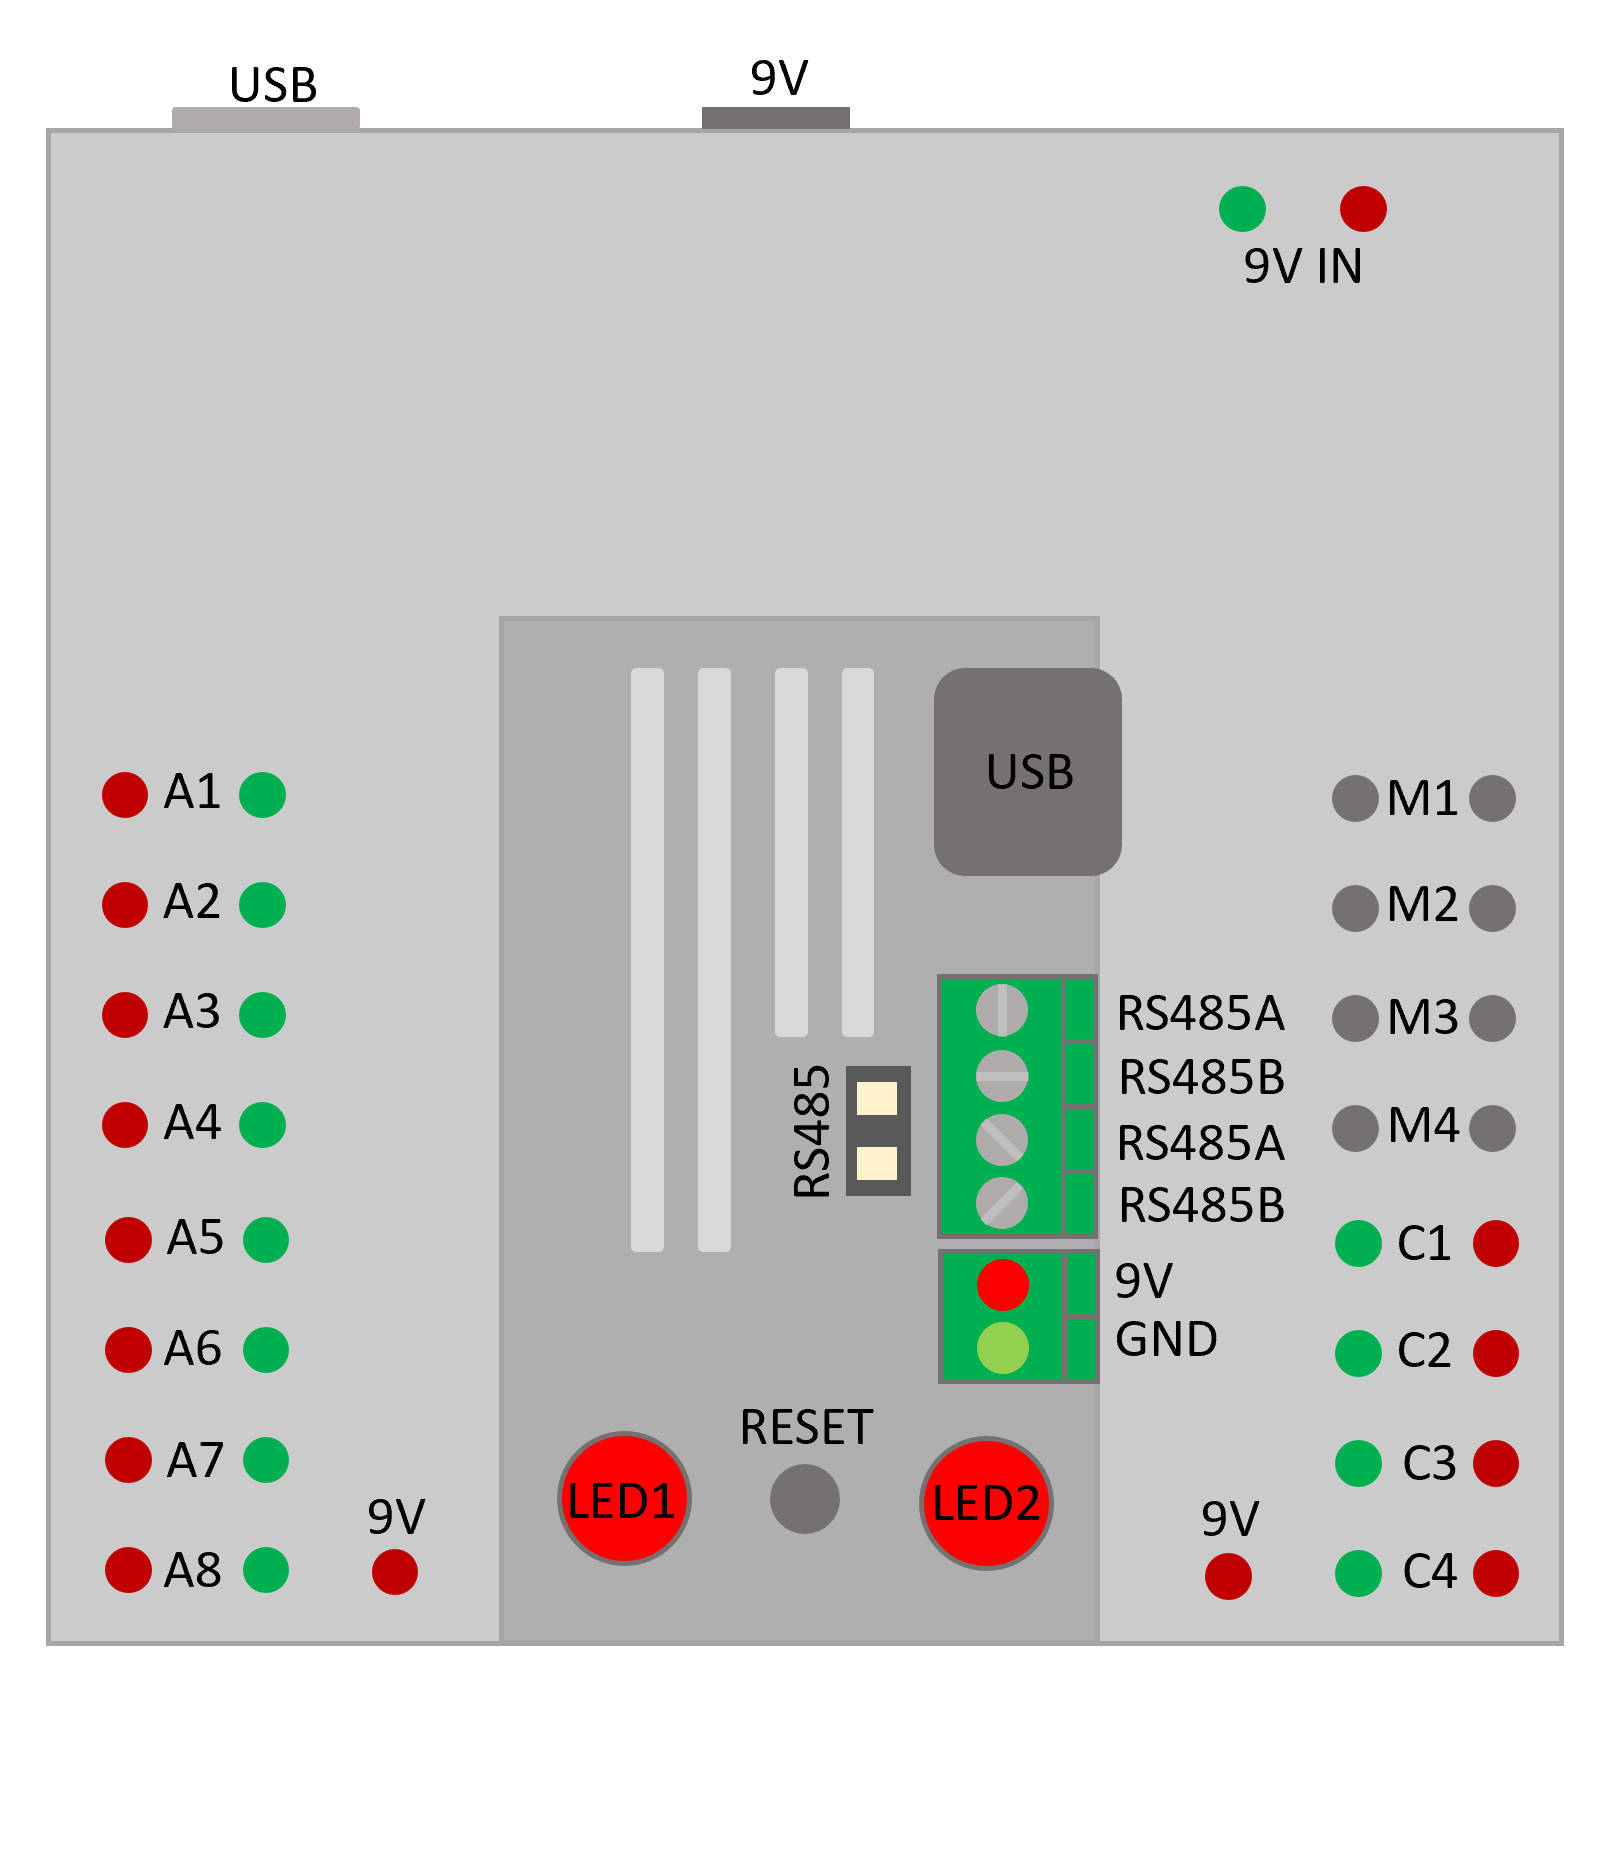 USB
9V
9V IN
USB
A1
M1
A2
M2
A3
RS485A
M3
RS485
RS485B
A4
RS485A
M4
RS485B
A5
C1
9V
A6
GND
C2
RESET
A7
C3
9V
LED1
LED2
9V
A8
C4